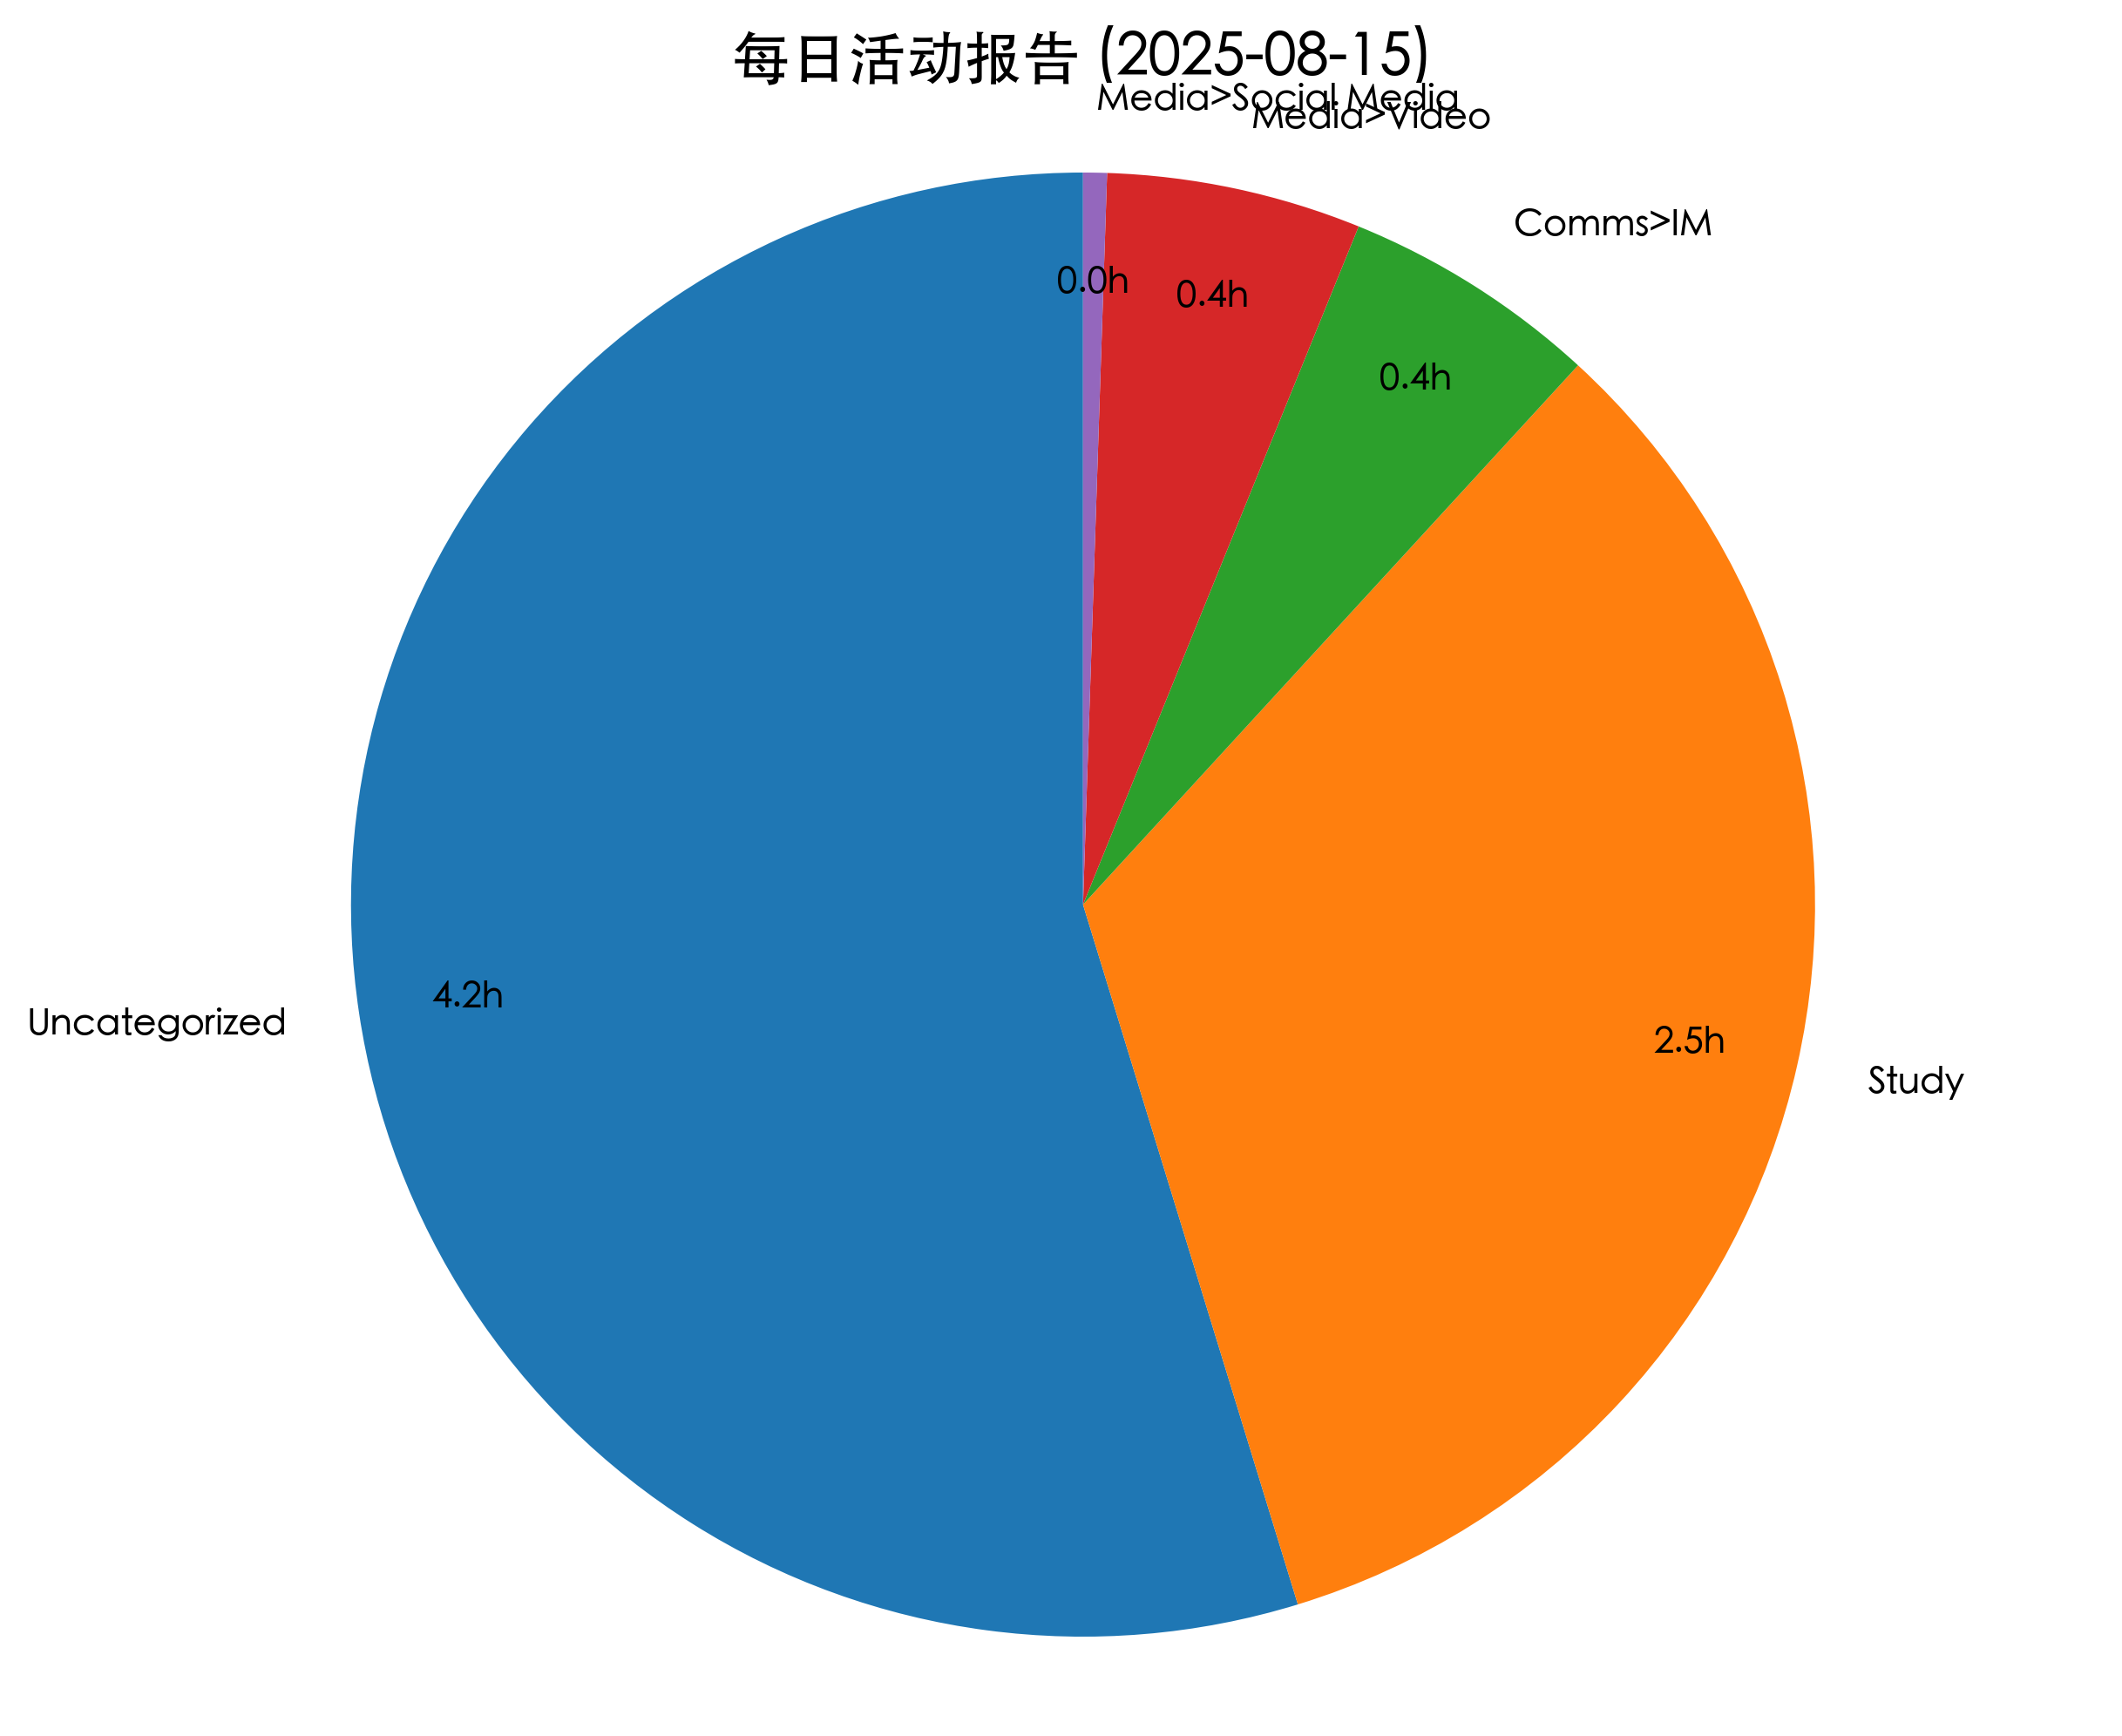 每日活动报告 (2025-08-15)
Media>Social Media
Media>Video
Comms>IM
0.0h
0.4h
0.4h
4.2h
Uncategorized
2.5h
Study